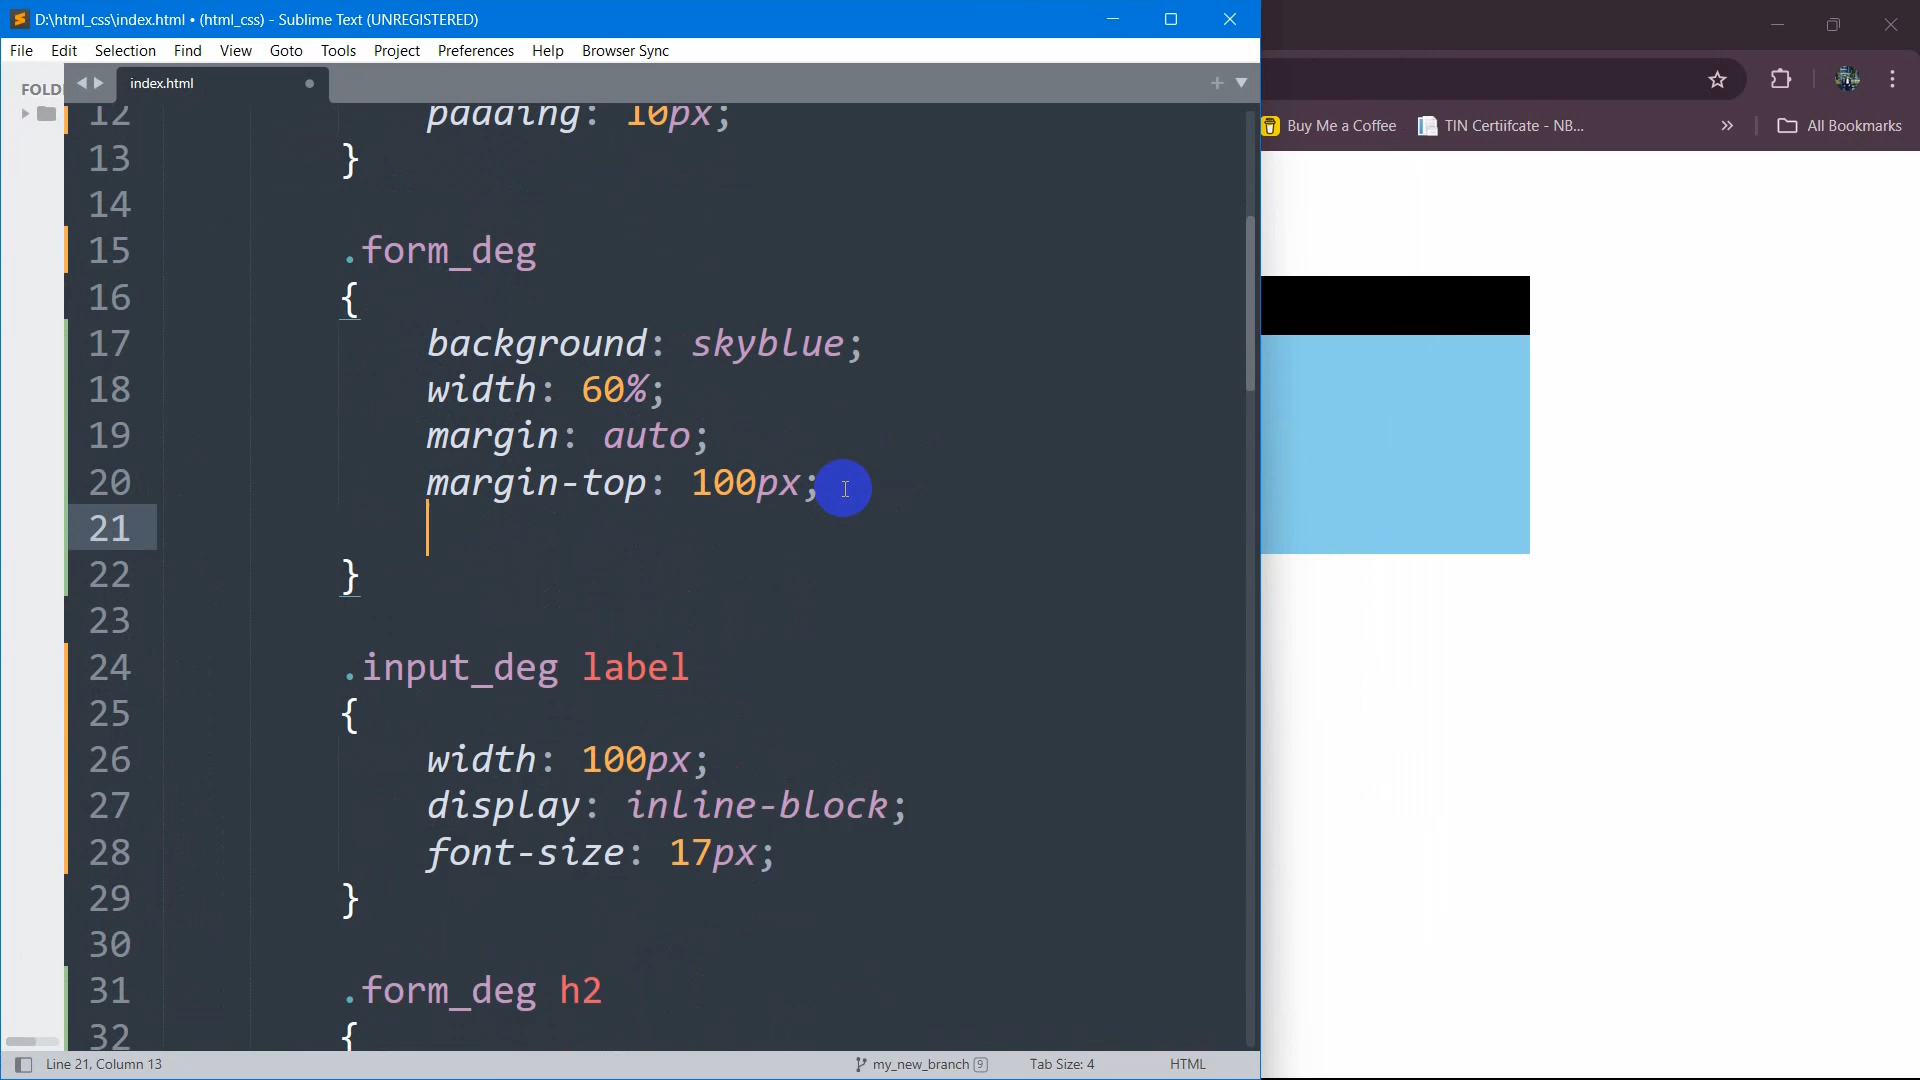 D:\html_css\index.html • (html_css) - Sublime Text (UNREGISTERED)
File Edit Selection Find View Goto Tools Project Preferences Help Browser Sync
FOLD
index.html
Buy Me a Coffee
TIN Certiifcate - NB...
All Bookmarks
12 padding: 10px;
13 }
14
15 .form_deg
16 {
17 background: skyblue;
18 width: 60%;
19 margin: auto;
20 margin-top: 100px;
21
22 }
23
24 .input_deg label
25 {
26 width: 100px;
27 display: inline-block;
28 font-size: 17px;
29 }
30
31 .form_deg h2
32 {
Line 21, Column 13
my_new_branch 9
Tab Size: 4
HTML